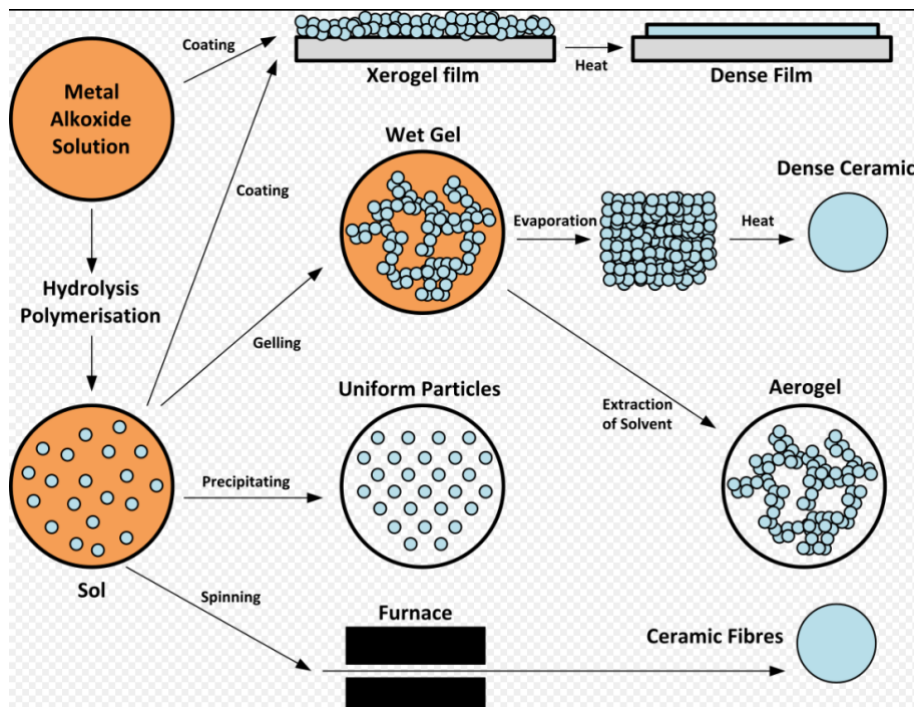 Coating
Xerogel film
Heat
Dense Film
Metal
Alkoxide
Solution
Wet Gel
Coating
Dense Ceramic
Evaporation
Heat
Hydrolysis
Polymerisation
Gelling
Uniform Particles
Extraction
of Solvent
Aerogel
Precipitating
Sol
Spinning
Furnace
Ceramic Fibres